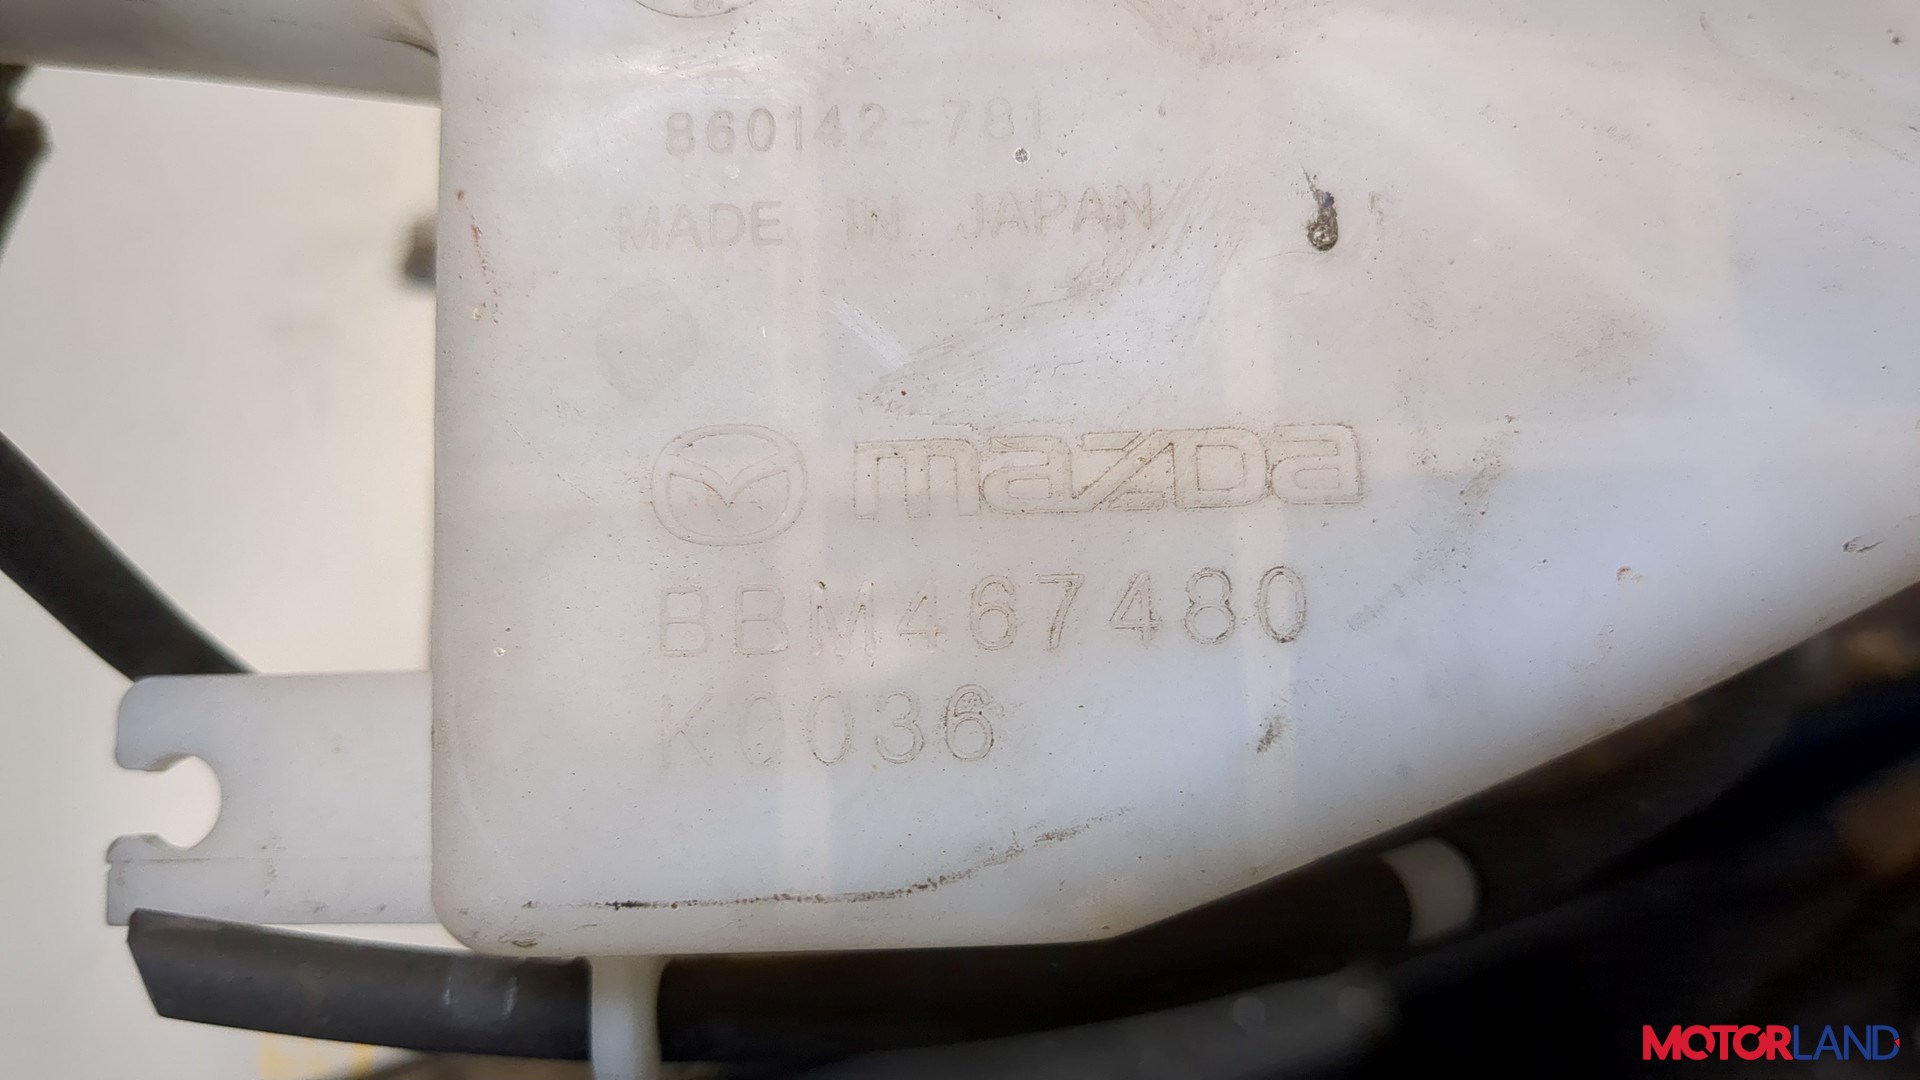 860142-781
MADE IN JAPAN
mazda
BBM467480
K0036
MOTORLAND